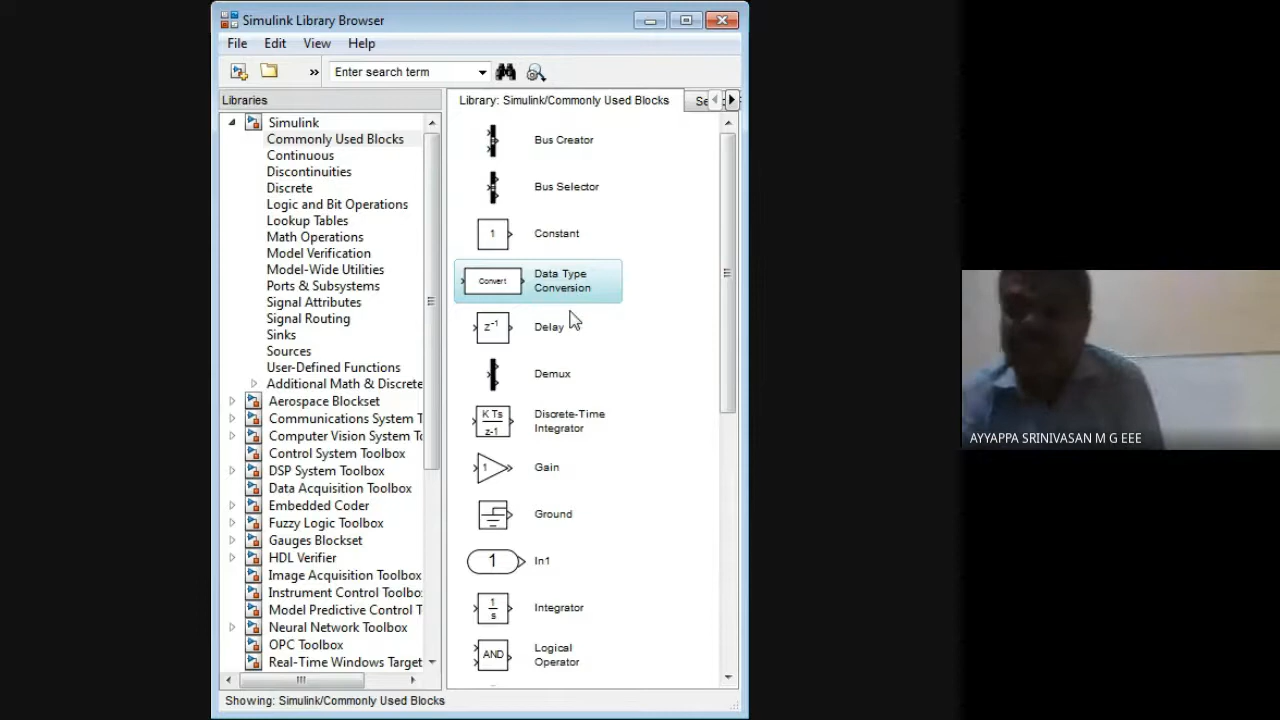 Simulink Library Browser
File Edit View Help
» Enter search term
Libraries
Library: Simulink/Commonly Used Blocks
Simulink
Commonly Used Blocks
Continuous
Discontinuities
Discrete
Logic and Bit Operations
Lookup Tables
Math Operations
Model Verification
Model-Wide Utilities
Ports & Subsystems
Signal Attributes
Signal Routing
Sinks
Sources
User-Defined Functions
Additional Math & Discrete
Aerospace Blockset
Communications System T
Computer Vision System To
Control System Toolbox
DSP System Toolbox
Data Acquisition Toolbox
Embedded Coder
Fuzzy Logic Toolbox
Gauges Blockset
HDL Verifier
Image Acquisition Toolbox
Instrument Control Toolbo
Model Predictive Control T
Neural Network Toolbox
OPC Toolbox
Real-Time Windows Target
Bus Creator
Bus Selector
1 Constant
Convert Data Type
Conversion
z-1 Delay
Demux
K Ts Discrete-Time
z-1 Integrator
1 Gain
Ground
1 In1
1
s Integrator
Logical
AND Operator
Showing: Simulink/Commonly Used Blocks
AYYAPPA SRINIVASAN M G EEE